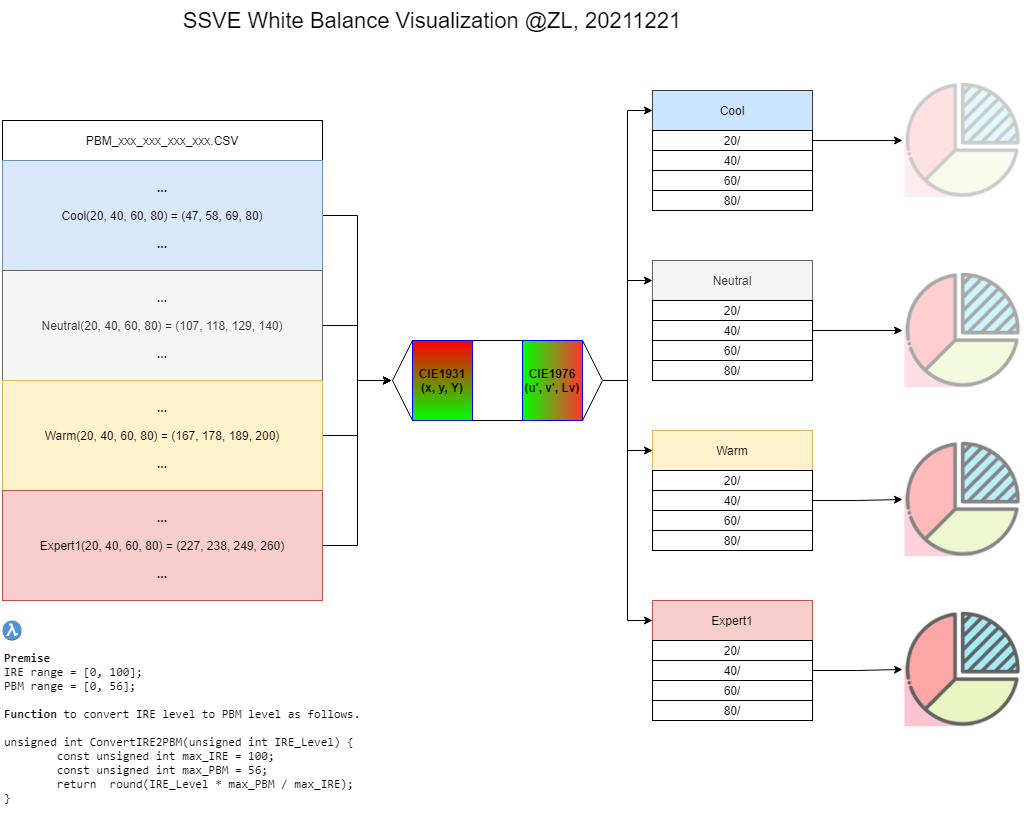 SSVE White Balance Visualization @ZL, 20211221
PBM_xxx_xxx_xxx_xxx.CSV
...
Cool(20, 40, 60, 80) = (47, 58, 69, 80)
...
...
Neutral(20, 40, 60, 80) = (107, 118, 129, 140)
...
...
Warm(20, 40, 60, 80) = (167, 178, 189, 200)
...
...
Expert1(20, 40, 60, 80) = (227, 238, 249, 260)
...
CIE1931
(x, y, Y)
CIE1976
(u', v', Lv)
Cool
20/
40/
60/
80/
Neutral
20/
40/
60/
80/
Warm
20/
40/
60/
80/
Expert1
20/
40/
60/
80/
λ
Premise
IRE range = [0, 100];
PBM range = [0, 56];
Function to convert IRE level to PBM level as follows.
unsigned int ConvertIRE2PBM(unsigned int IRE_Level) {
const unsigned int max_IRE = 100;
const unsigned int max_PBM = 56;
return  round(IRE_Level * max_PBM / max_IRE);
}